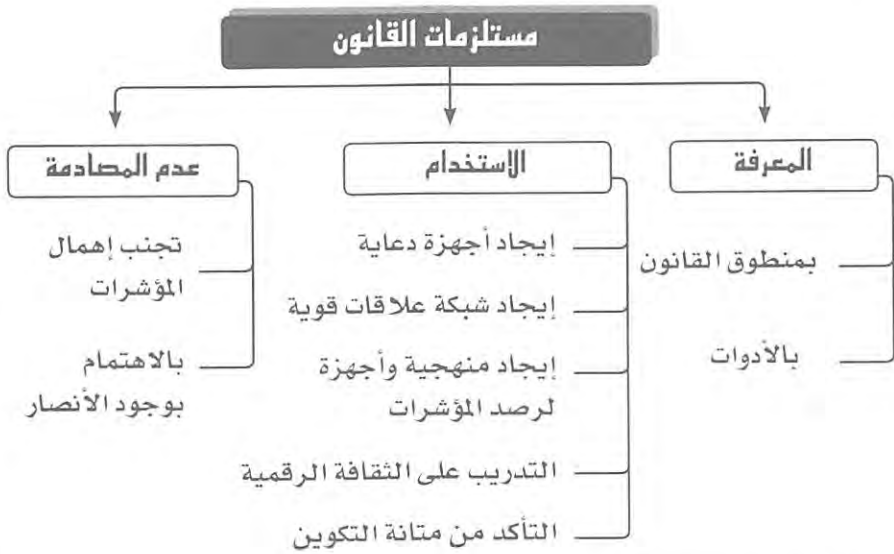 مستلزمات القانون
المعرفة
بمنطوق القانون
بالأدوات
الاستخدام
إيجاد أجهزة دعاية
إيجاد شبكة علاقات قوية
إيجاد منهجية وأجهزة
لرصد المؤشرات
التدريب على الثقافة الرقمية
التأكد من متانة التكوين
عدم المصادمة
تجنب إهمال
المؤشرات
بالاهتمام
بوجود الأنصار